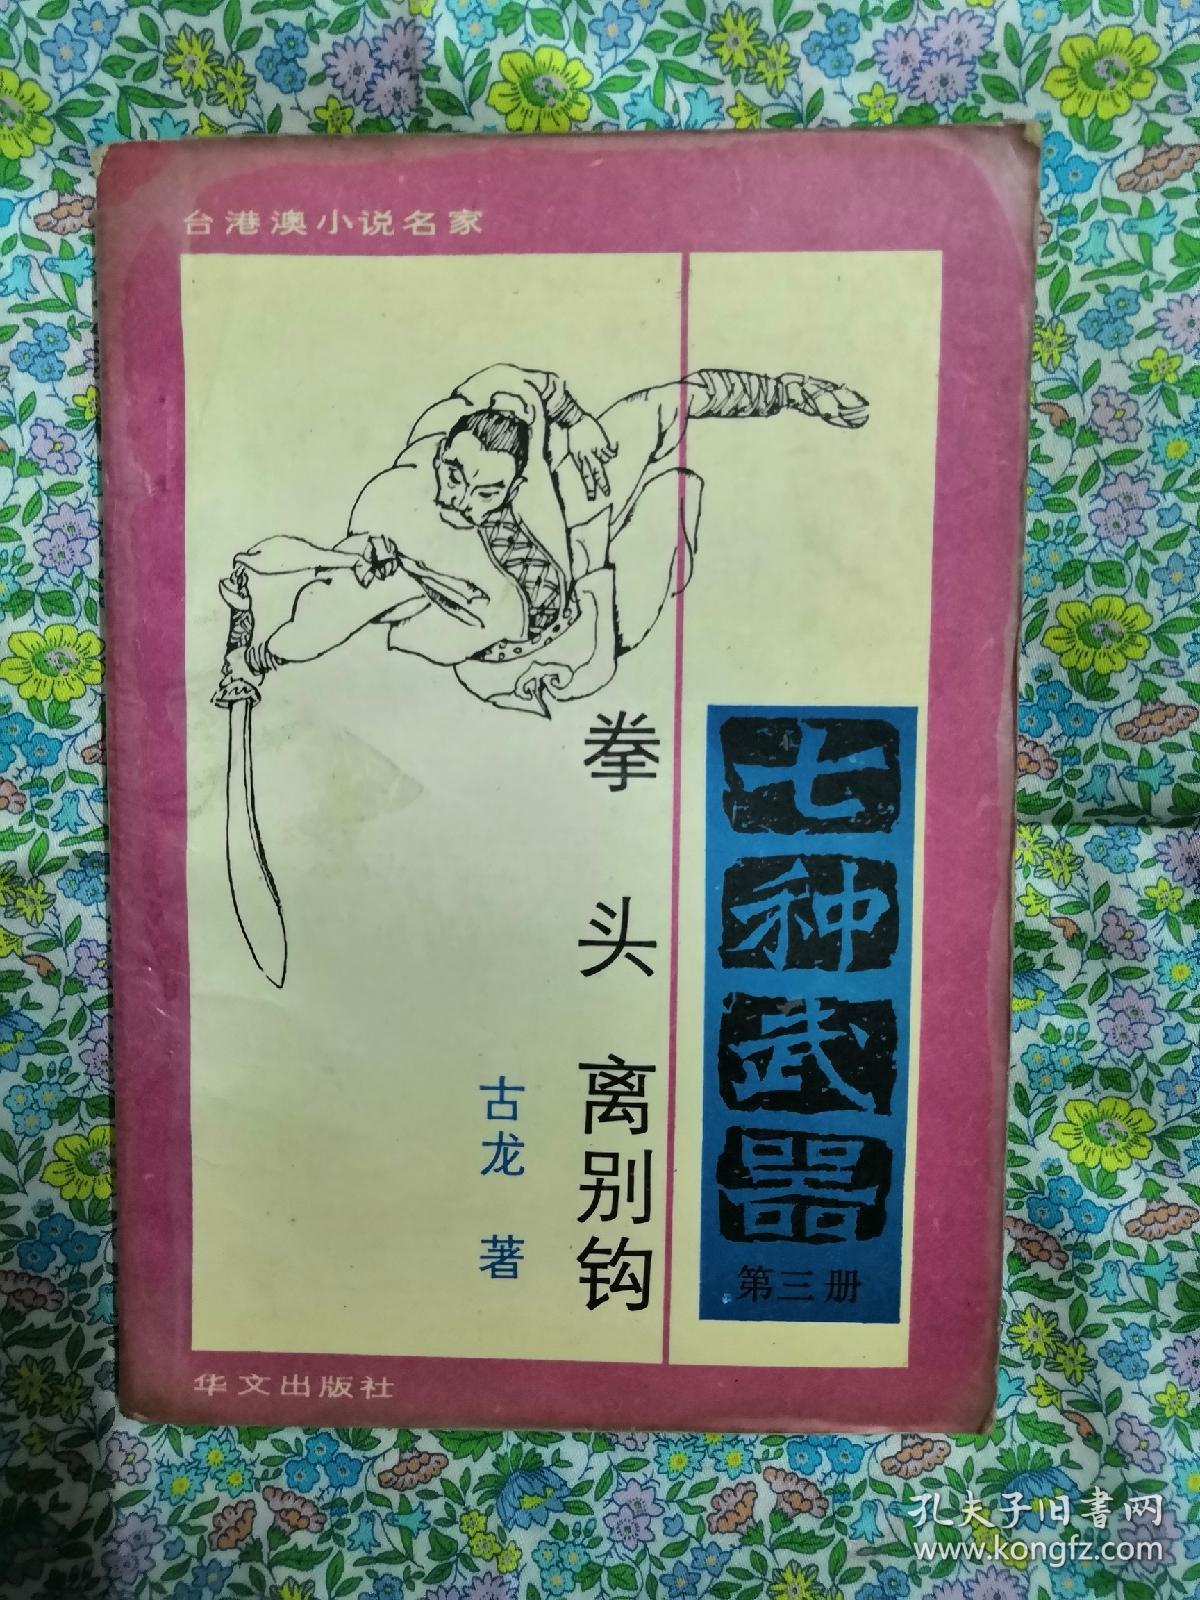 台港澳小说名家
七种武器
第三册
拳头 离别钩
古龙 著
华文出版社
孔夫子旧書网
www.kongfz.com